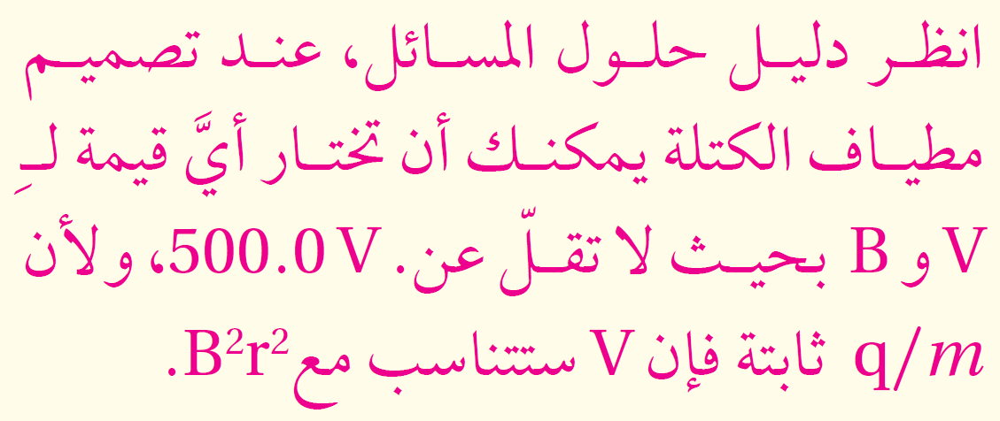 انظر دليل حلول المسائل، عند تصميم
مطياف الكتلة يمكنك أن تختار أيَّ قيمة لـِ
V و B بحيث لا تقلّ عن. 500.0 V، ولأن
q/m ثابتة فإن V ستتناسب مع B²r².